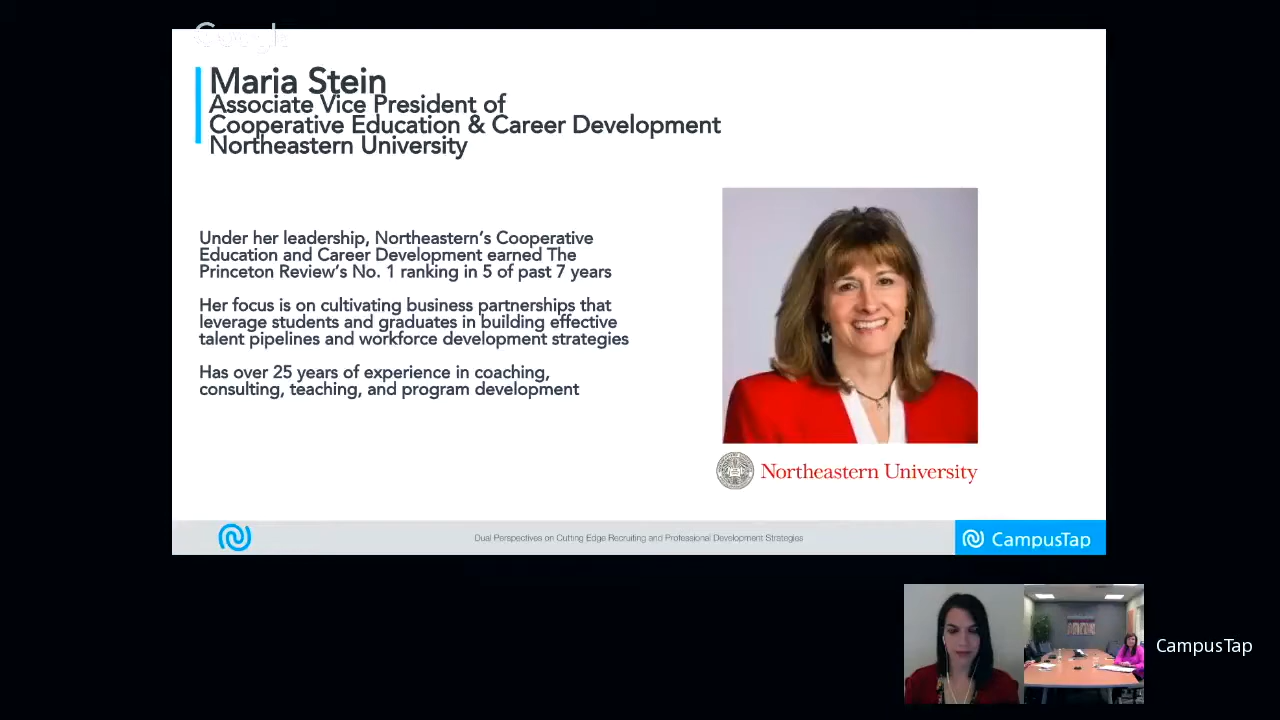 Maria Stein
Associate Vice President of
Cooperative Education & Career Development
Northeastern University
Under her leadership, Northeastern's Cooperative
Education and Career Development earned The
Princeton Review's No. 1 ranking in 5 of past 7 years
Her focus is on cultivating business partnerships that
leverage students and graduates in building effective
talent pipelines and workforce development strategies
Has over 25 years of experience in coaching,
consulting, teaching, and program development
Northeastern University
Dual Perspectives on Cutting Edge Recruiting and Professional Development Strategies
CampusTap
CampusTap